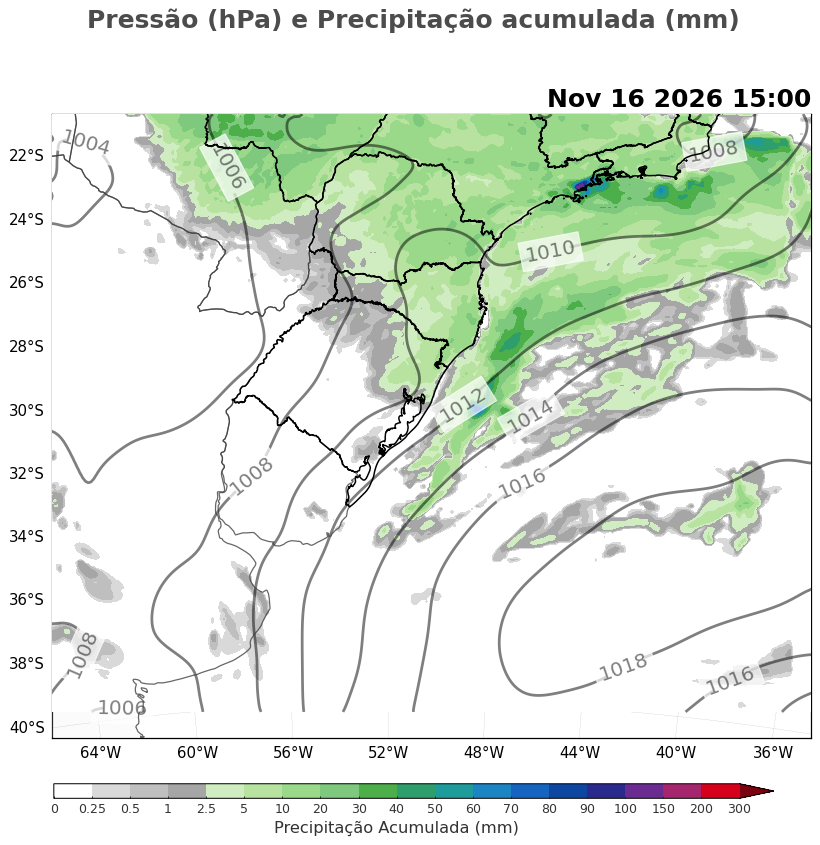 Pressão (hPa) e Precipitação acumulada (mm)
Nov 16 2026 15:00
1004
1006
1008
22°S
24°S
1010
26°S
28°S
1012
30°S
1014
1008
1016
32°S
34°S
36°S
1008
1018
38°S
1016
1006
40°S
64°W 60°W 56°W 52°W 48°W 44°W 40°W 36°W
0 0.25 0.5 1 2.5 5 10 20 30 40 50 60 70 80 90 100 150 200 300
Precipitação Acumulada (mm)